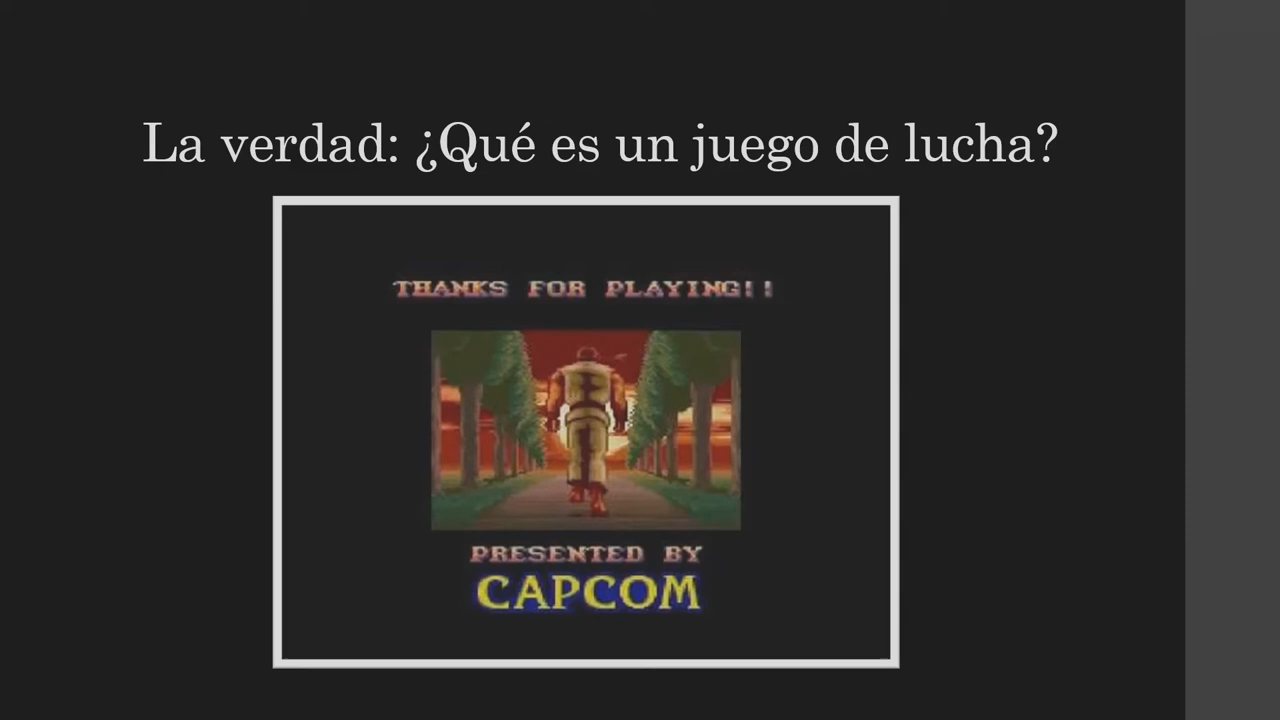 La verdad: ¿Qué es un juego de lucha?
THANKS FOR PLAYING!!
PRESENTED BY
CAPCOM